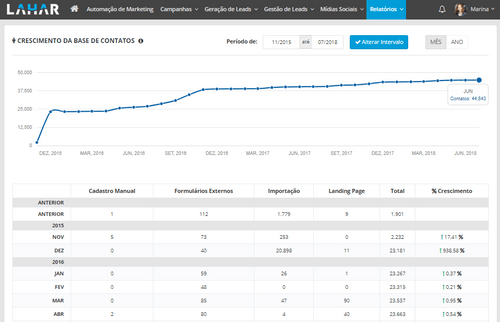 LAHAR Automação de Marketing Campanhas Geração de Leads Gestão de Leads Mídias Sociais Relatórios Marina
CRESCIMENTO DA BASE DE CONTATOS Período de: 11/2015 até 07/2018 Alterar Intervalo MÊS ANO
50,000
37,500
25,000
12,500
0
JUN
Contatos: 44,843
DEZ, 2015 MAR, 2016 JUN, 2016 SET, 2016 DEZ, 2016 MAR, 2017 JUN, 2017 SET, 2017 DEZ, 2017 MAR, 2018 JUN, 2018
Cadastro Manual Formulários Externos Importação Landing Page Total % Crescimento
ANTERIOR
ANTERIOR 1 112 1.779 9 1.901
2015
NOV 5 73 253 0 2.232 17,41 %
DEZ 0 40 20.898 11 23.181 938,58 %
2016
JAN 0 59 26 1 23.267 0,37 %
FEV 0 48 0 0 23.315 0,21 %
MAR 0 85 47 90 23.537 0,95 %
ABR 2 80 4 40 23.663 0,54 %